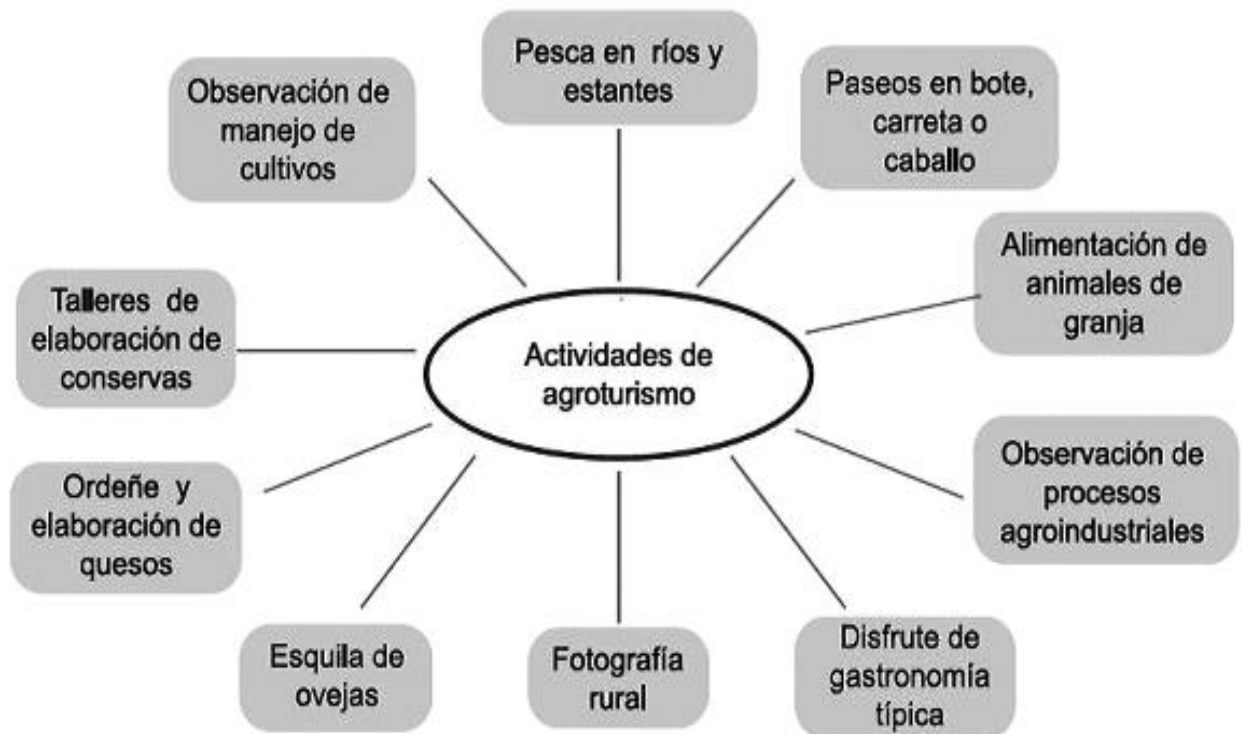 Pesca en ríos y
estantes
Observación de
manejo de
cultivos
Paseos en bote,
carreta o
caballo
Alimentación de
animales de
granja
Talleres de
elaboración de
conservas
Actividades de
agroturismo
Ordeñe y
elaboración de
quesos
Observación de
procesos
agroindustriales
Esquila de
ovejas
Fotografía
rural
Disfrute de
gastronomía
típica